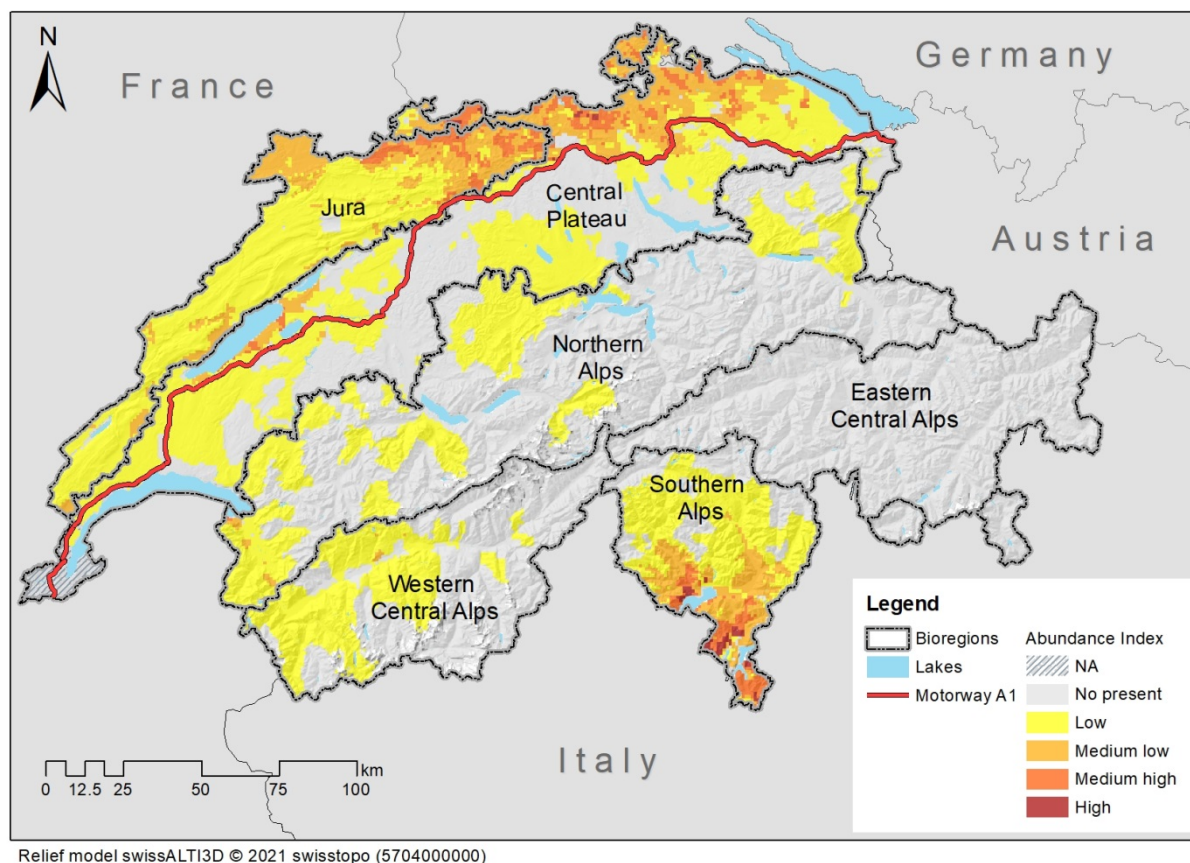 N
France
Germany
Austria
Italy
Jura
Central
Plateau
Northern
Alps
Eastern
Central Alps
Southern
Alps
Western
Central Alps
km
0 12.5 25 50 75 100
Legend
Bioregions
Lakes
Motorway A1
Abundance Index
NA
No present
Low
Medium low
Medium high
High
Relief model swissALTI3D © 2021 swisstopo (5704000000)